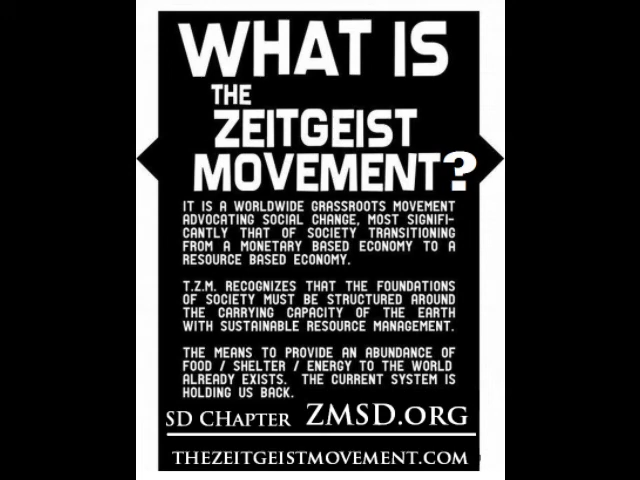 WHAT IS
THE
ZEITGEIST
MOVEMENT?
IT IS A WORLDWIDE GRASSROOTS MOVEMENT
ADVOCATING SOCIAL CHANGE, MOST SIGNIFI-
CANTLY THAT OF SOCIETY TRANSITIONING
FROM A MONETARY BASED ECONOMY TO A
RESOURCE BASED ECONOMY.
T.Z.M. RECOGNIZES THAT THE FOUNDATIONS
OF SOCIETY MUST BE STRUCTURED AROUND
THE CARRYING CAPACITY OF THE EARTH
WITH SUSTAINABLE RESOURCE MANAGEMENT.
THE MEANS TO PROVIDE AN ABUNDANCE OF
FOOD / SHELTER / ENERGY TO THE WORLD
ALREADY EXISTS. THE CURRENT SYSTEM IS
HOLDING US BACK.
SD CHAPTER ZMSD.ORG
THEZEITGEISTMOVEMENT.COM